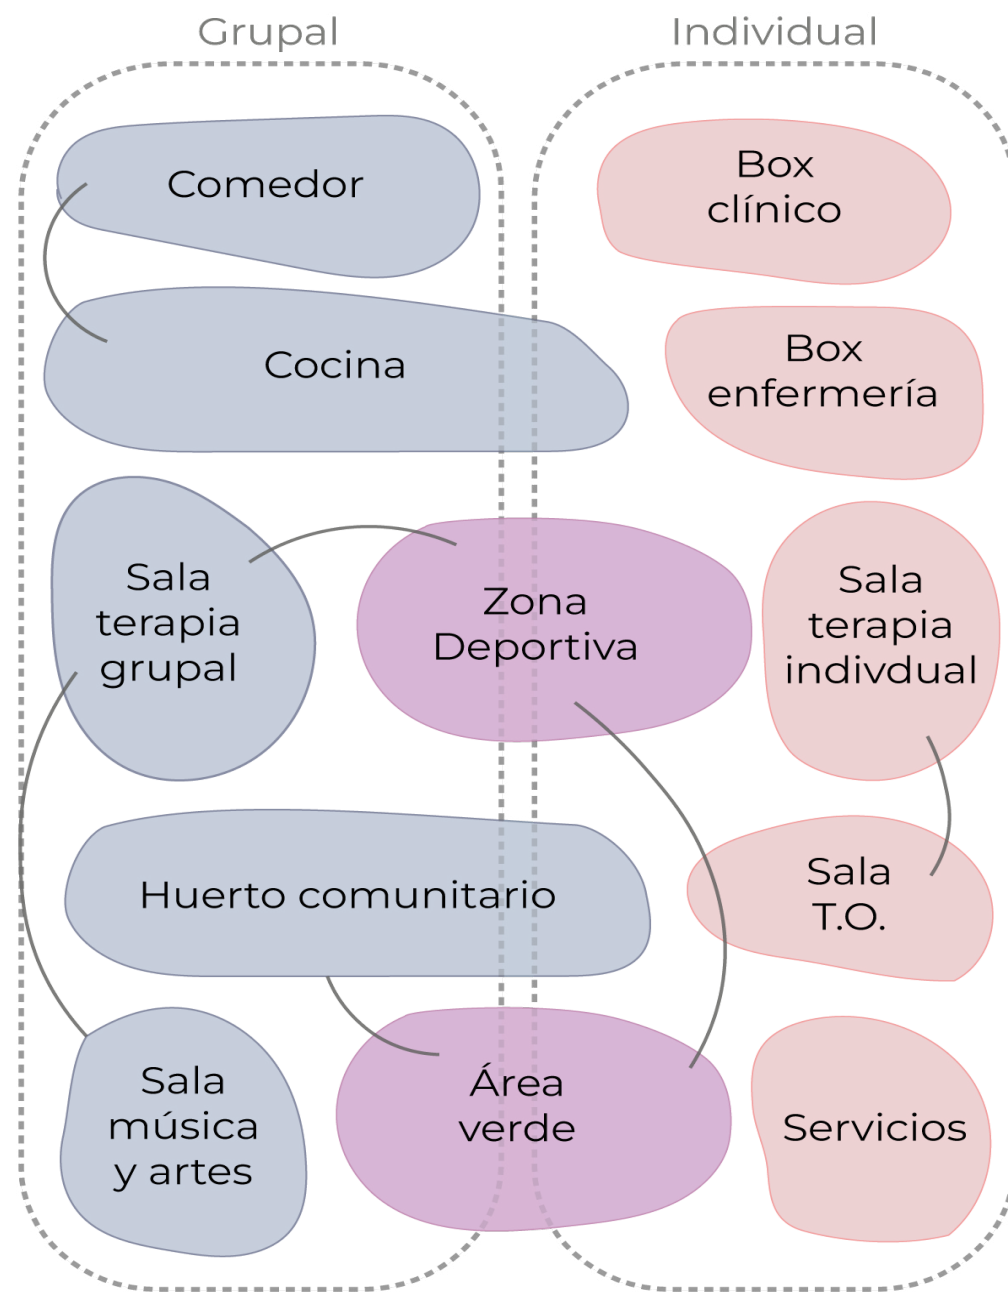 Grupal
Individual
Comedor
Box
clínico
Cocina
Box
enfermería
Sala
terapia
grupal
Zona
Deportiva
Sala
terapia
indivdual
Huerto comunitario
Sala
T.O.
Sala
música
y artes
Área
verde
Servicios